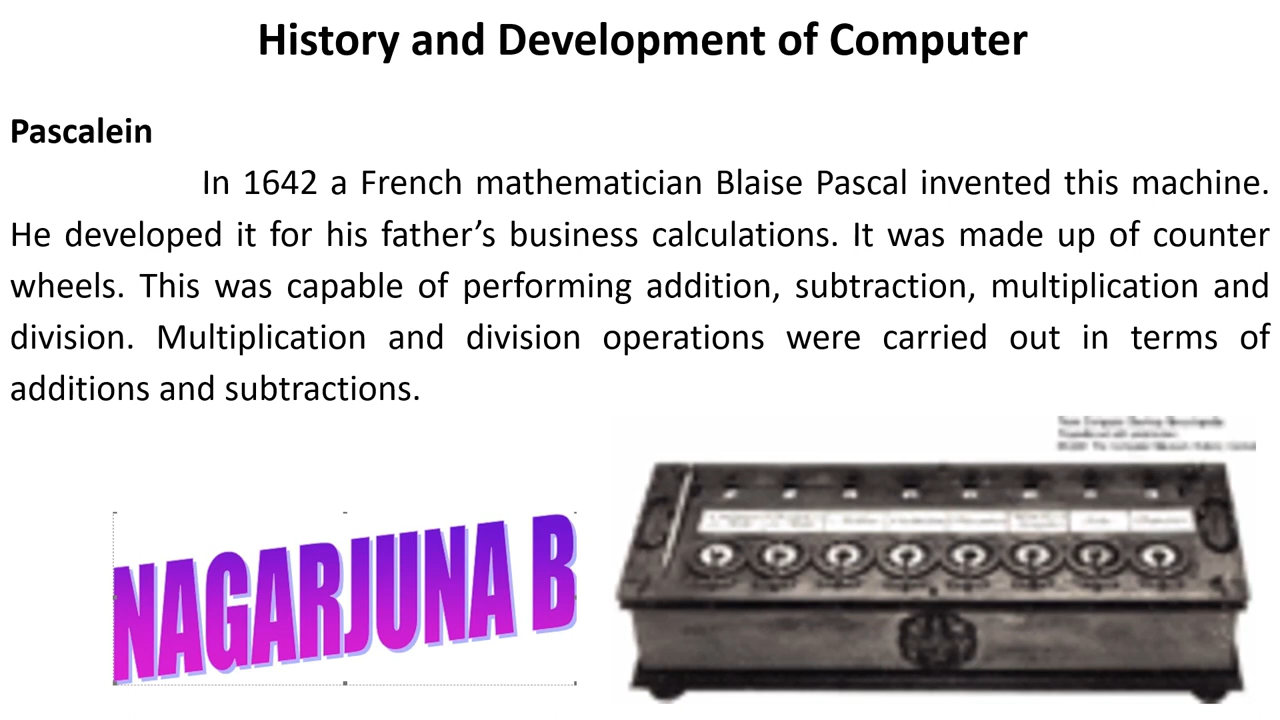 History and Development of Computer
Pascalein
In 1642 a French mathematician Blaise Pascal invented this machine.
He developed it for his father’s business calculations. It was made up of counter
wheels. This was capable of performing addition, subtraction, multiplication and
division. Multiplication and division operations were carried out in terms of
additions and subtractions.
NAGARJUNA B